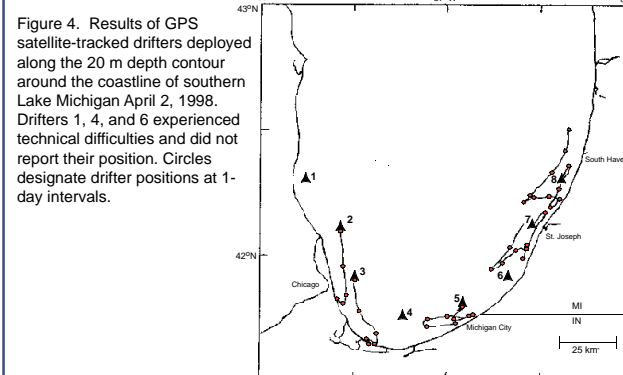 Figure 4. Results of GPS
satellite-tracked drifters deployed
along the 20 m depth contour
around the coastline of southern
Lake Michigan April 2, 1998.
Drifters 1, 4, and 6 experienced
technical difficulties and did not
report their position. Circles
designate drifter positions at 1-
day intervals.
43°N
1
South Have
8
2
7
St. Joseph
42°N
3
6
Chicago
5
4
MI
Michigan City
IN
25 km